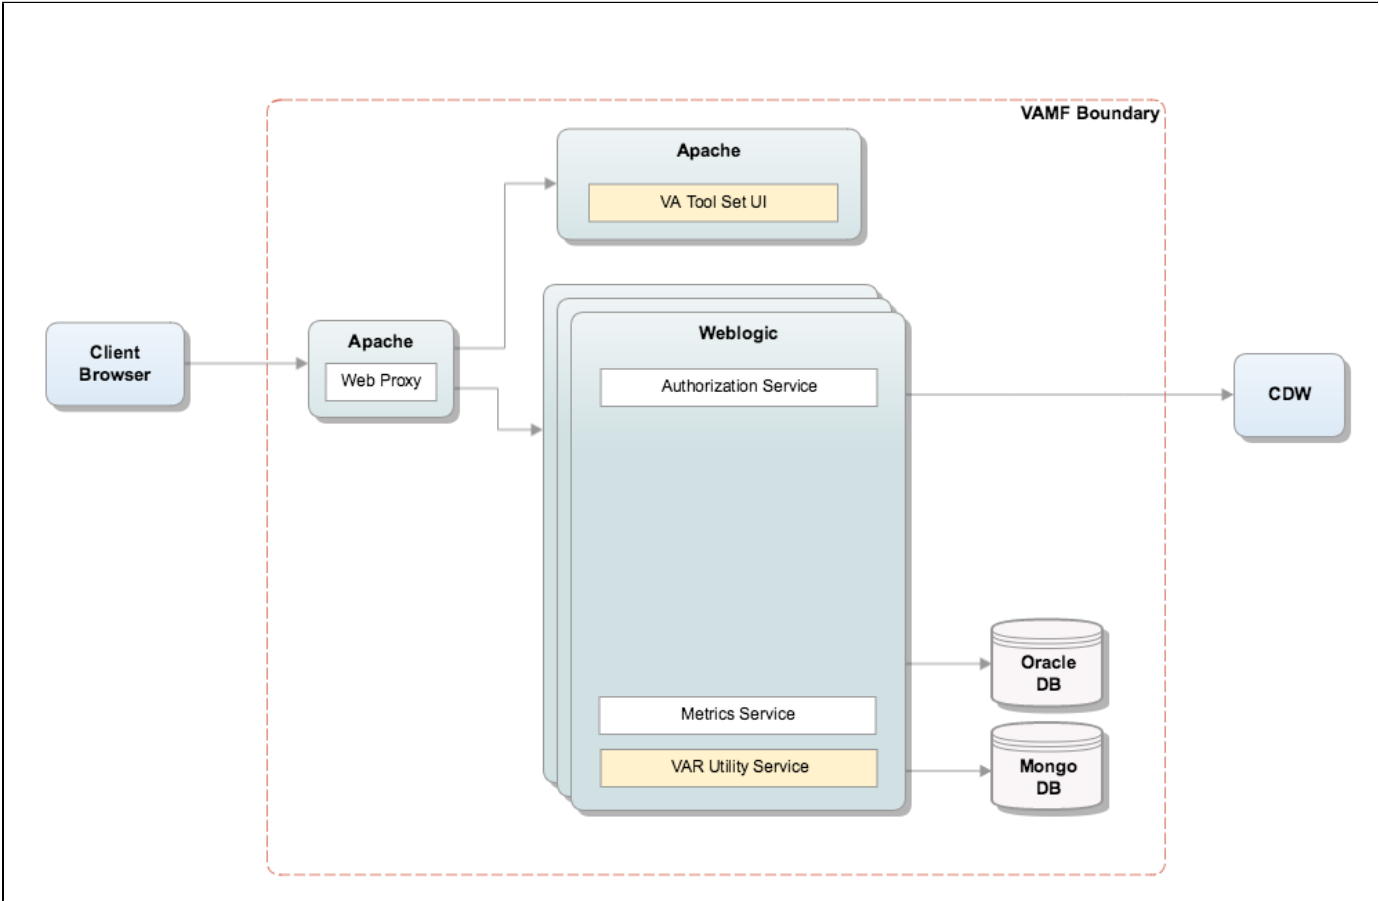 VAMF Boundary
Apache
VA Tool Set UI
Client
Browser
Apache
Web Proxy
Weblogic
Authorization Service
CDW
Oracle
DB
Metrics Service
VAR Utility Service
Mongo
DB